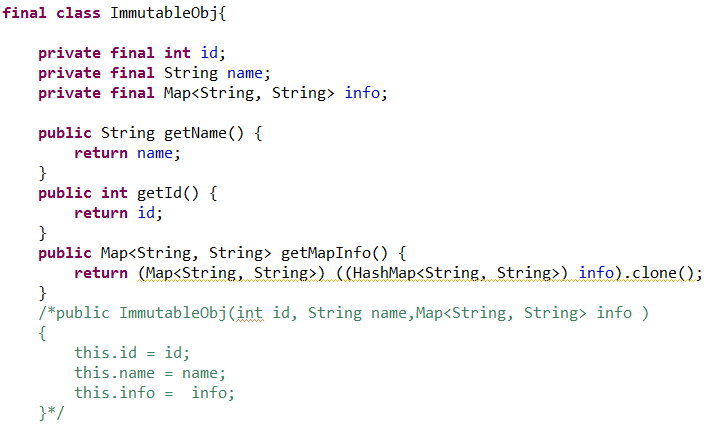 final class ImmutableObj{
private final int id;
private final String name;
private final Map<String, String> info;
public String getName() {
return name;
}
public int getId() {
return id;
}
public Map<String, String> getMapInfo() {
return (Map<String, String>) ((HashMap<String, String>) info).clone();
}
/*public ImmutableObj(int id, String name,Map<String, String> info )
{
this.id = id;
this.name = name;
this.info =  info;
}*/